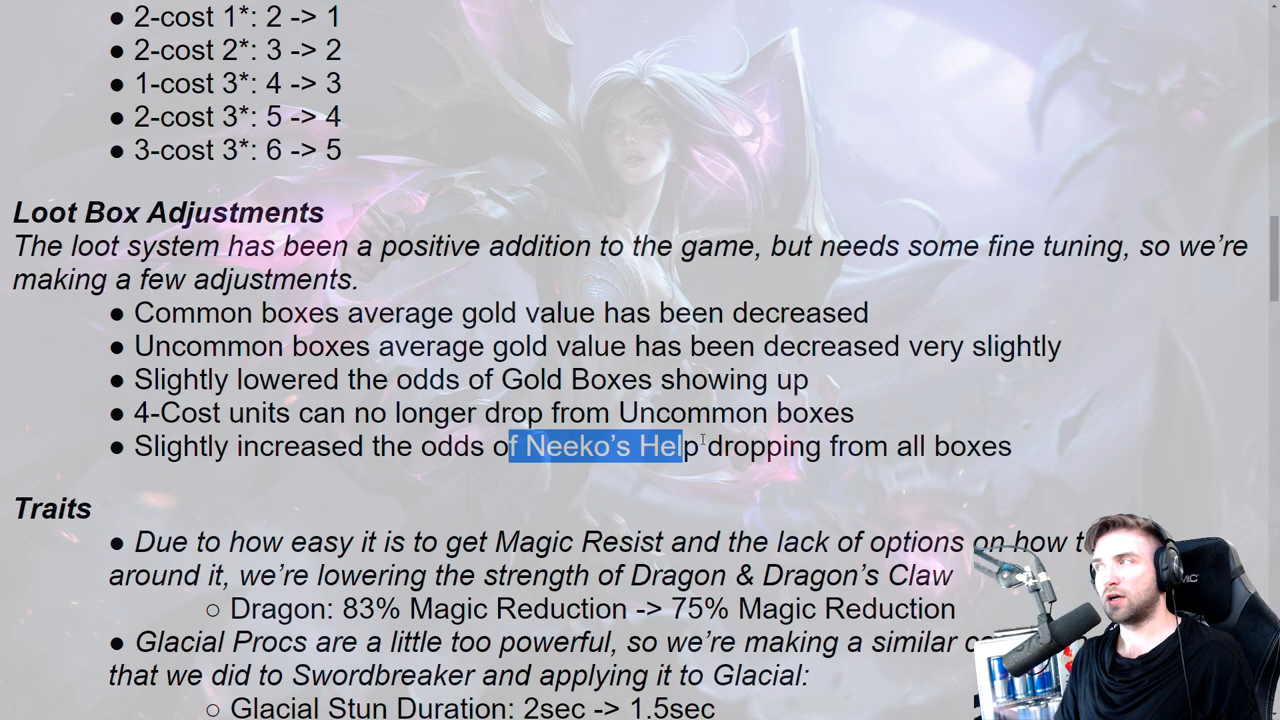 ● 2-cost 1*: 2 -> 1
● 2-cost 2*: 3 -> 2
● 1-cost 3*: 4 -> 3
● 2-cost 3*: 5 -> 4
● 3-cost 3*: 6 -> 5
Loot Box Adjustments
The loot system has been a positive addition to the game, but needs some fine tuning, so we’re
making a few adjustments.
● Common boxes average gold value has been decreased
● Uncommon boxes average gold value has been decreased very slightly
● Slightly lowered the odds of Gold Boxes showing up
● 4-Cost units can no longer drop from Uncommon boxes
● Slightly increased the odds of Neeko’s Help dropping from all boxes
Traits
● Due to how easy it is to get Magic Resist and the lack of options on how
around it, we’re lowering the strength of Dragon & Dragon’s Claw
○ Dragon: 83% Magic Reduction -> 75% Magic Reduction
● Glacial Procs are a little too powerful, so we’re making a similar
that we did to Swordbreaker and applying it to Glacial:
○ Glacial Stun Duration: 2sec -> 1.5sec